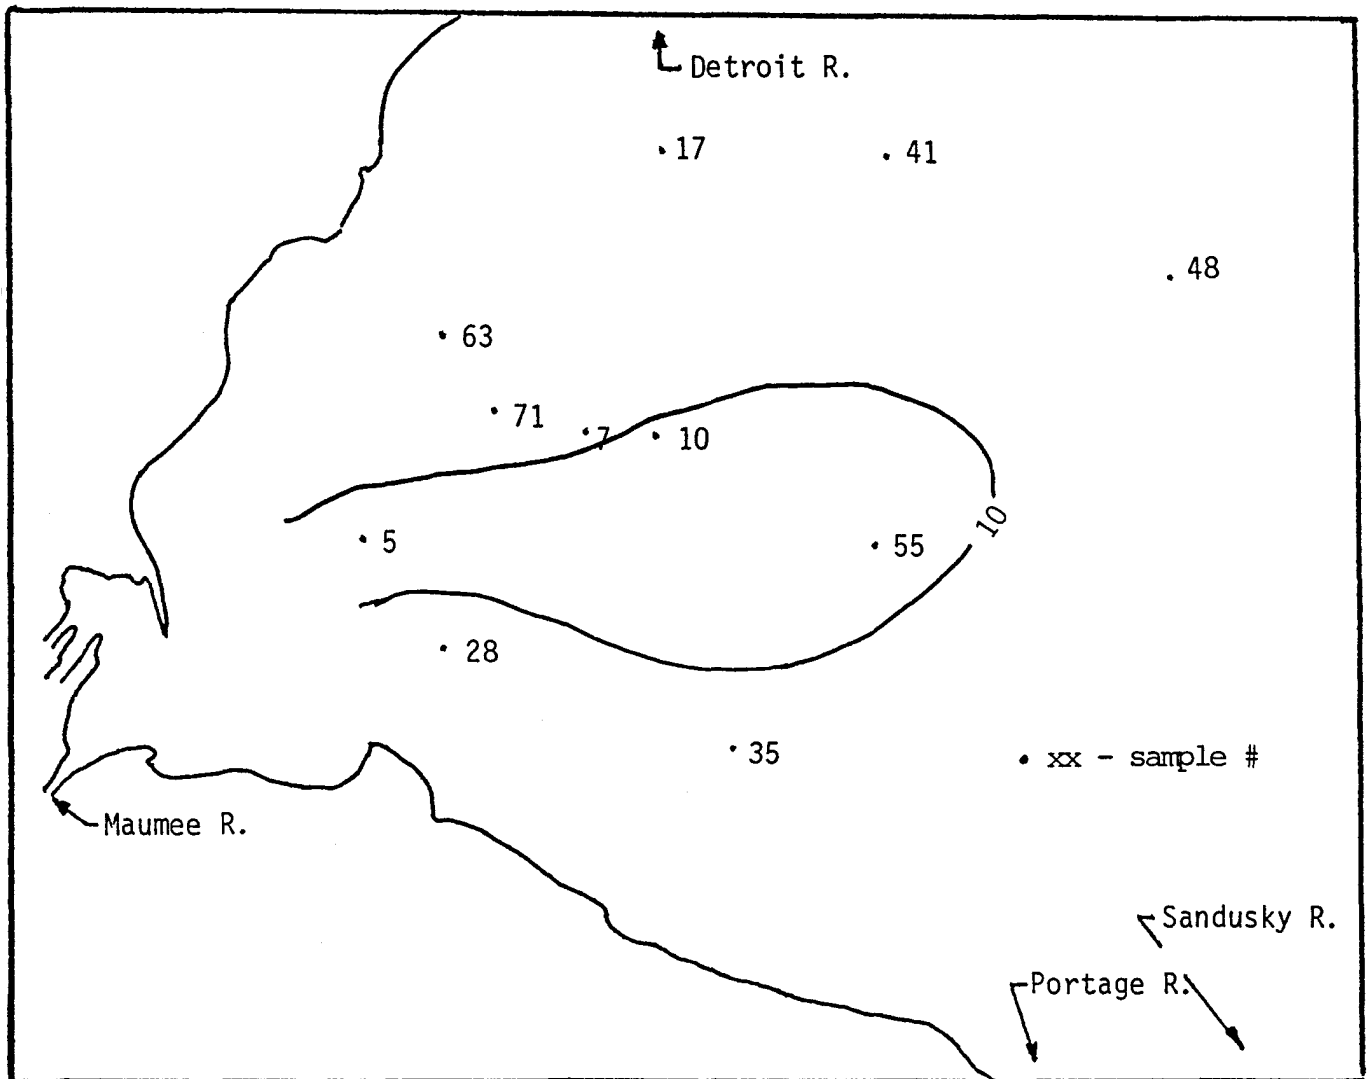 Detroit R.
17
41
48
63
71
7
10
10
5
55
28
35
xx - sample #
Maumee R.
Sandusky R.
Portage R.